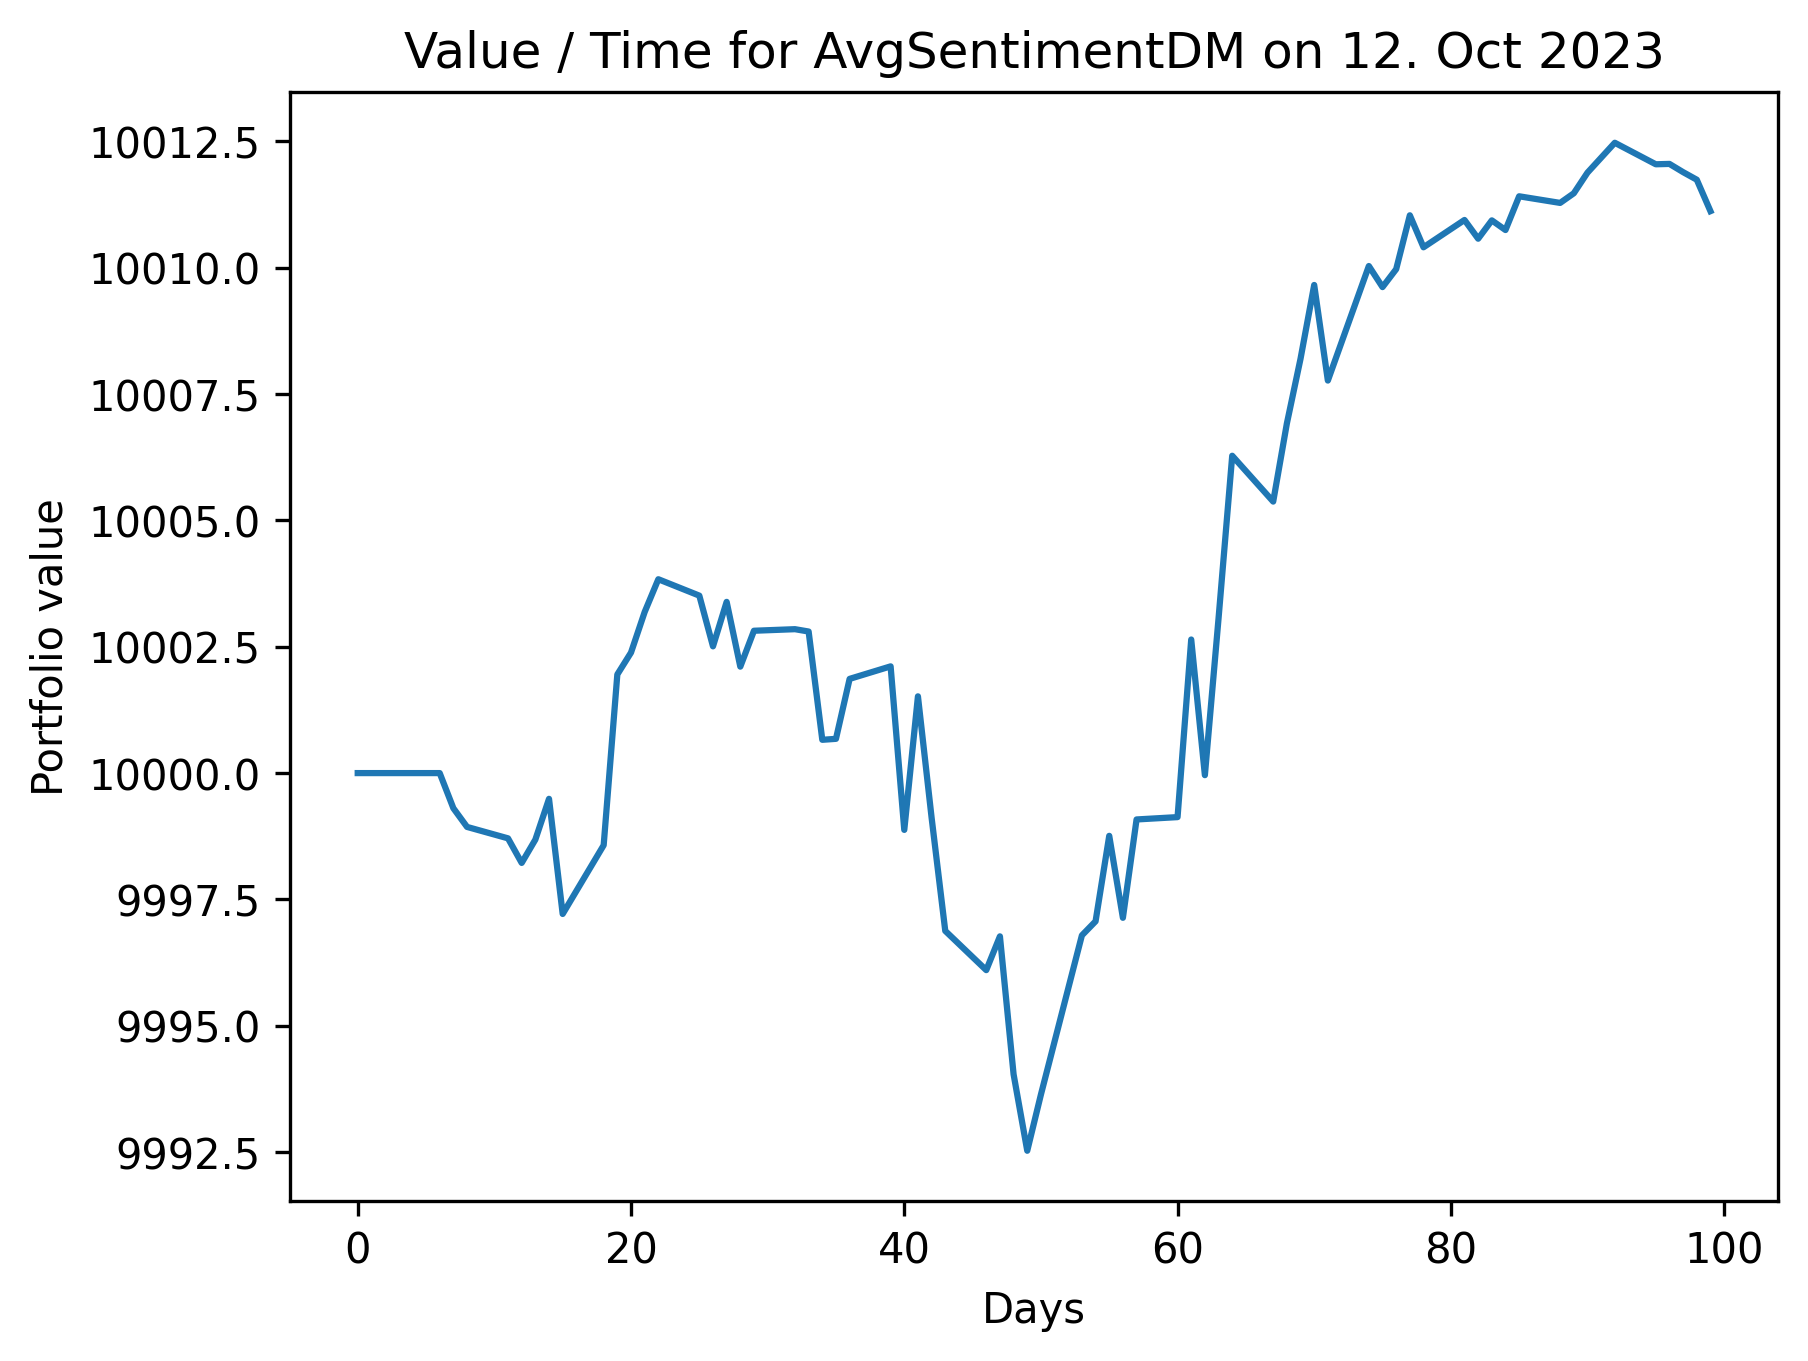 Value / Time for AvgSentimentDM on 12. Oct 2023
10012.5
10010.0
10007.5
10005.0
10002.5
10000.0
9997.5
9995.0
9992.5
Portfolio value
0 20 40 60 80 100
Days